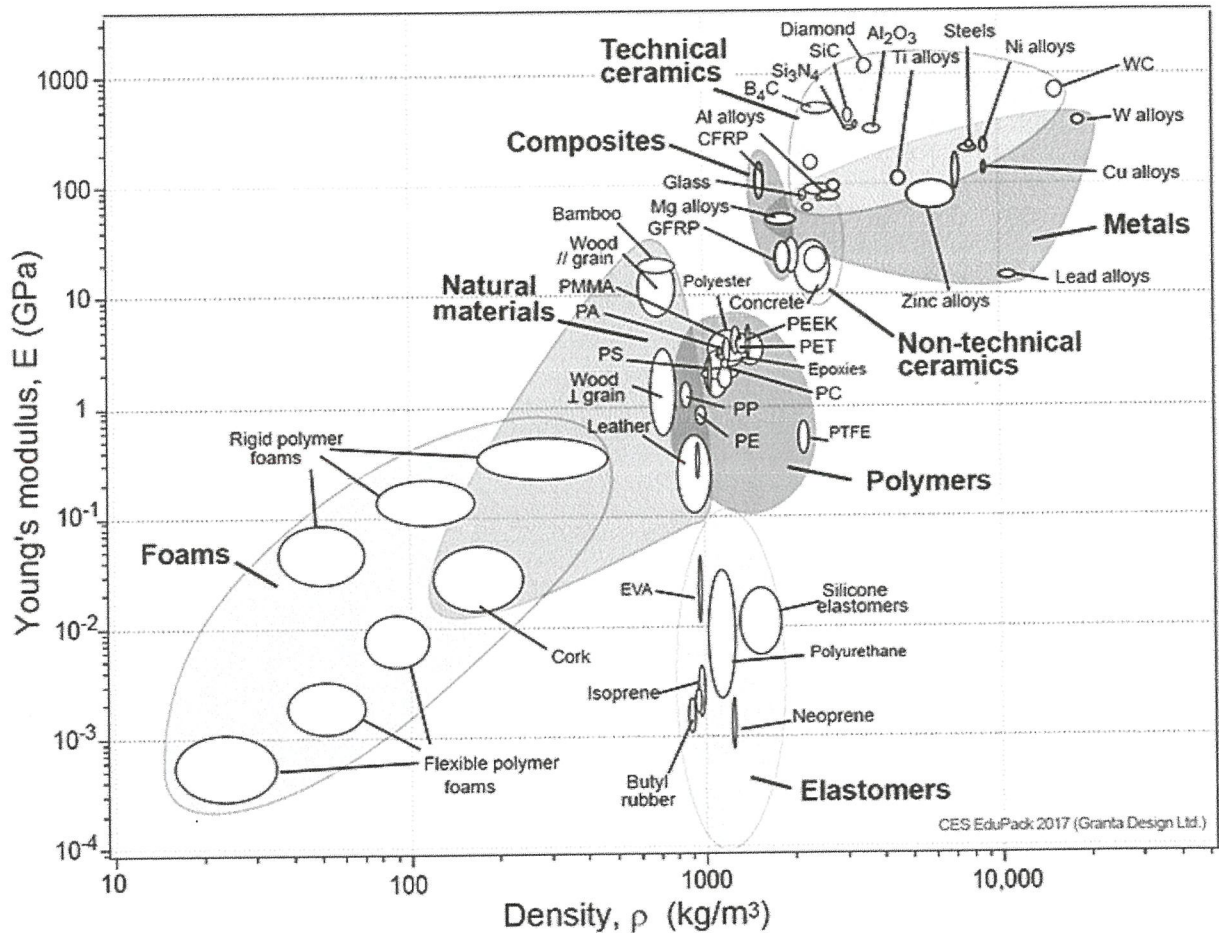 Young's modulus, E (GPa)
1000
100
10
1
10-1
10-2
10-3
10-4
10
100
1000
10,000
Density, ρ (kg/m³)
Technical
ceramics
Diamond
SiC
Si₃N₄
B₄C
Al₂O₃
Ti alloys
Steels
Ni alloys
WC
W alloys
Cu alloys
Metals
Lead alloys
Zinc alloys
Composites
Al alloys
CFRP
Glass
Mg alloys
GFRP
Bamboo
Wood
// grain
Natural
materials
PMMA
PA
PS
Polyester
Concrete
PEEK
PET
Epoxies
PC
Non-technical
ceramics
Wood
⊥ grain
Leather
PP
PE
PTFE
Polymers
Rigid polymer
foams
Foams
Cork
Flexible polymer
foams
EVA
Silicone
elastomers
Polyurethane
Isoprene
Neoprene
Butyl
rubber
Elastomers
CES EduPack 2017 (Granta Design Ltd.)